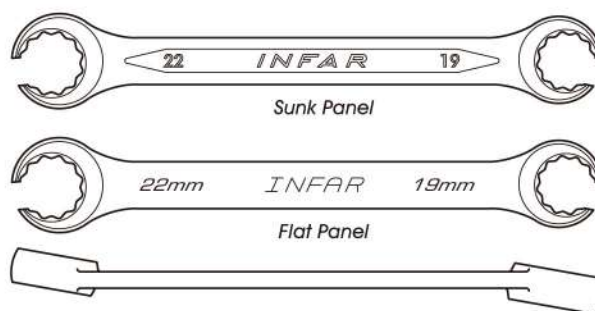 22 INFAR 19
Sunk Panel
22mm INFAR 19mm
Flat Panel